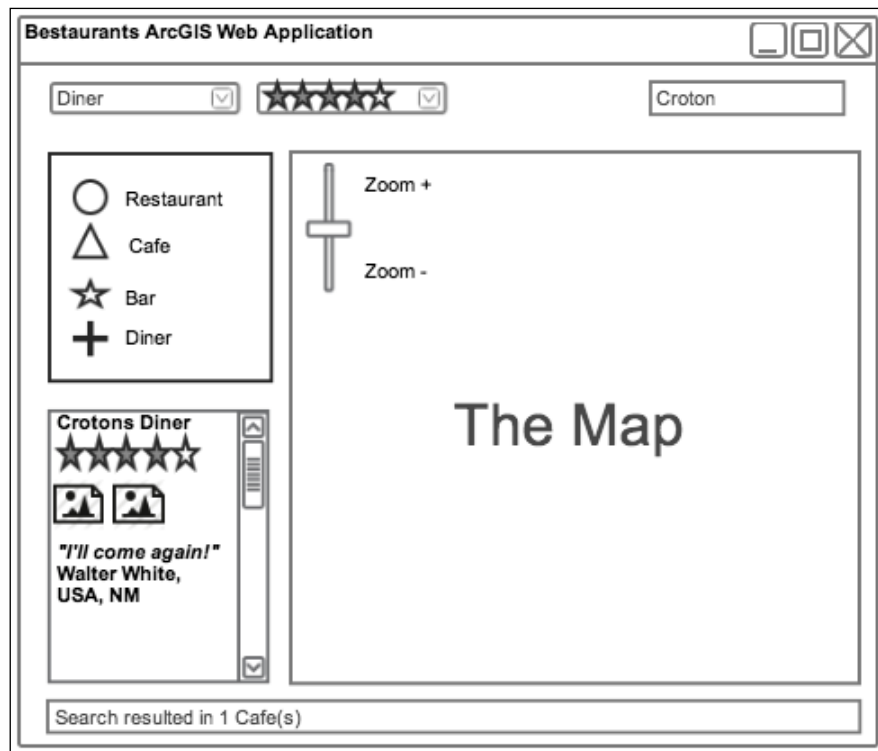 Bestaurants ArcGIS Web Application
Diner
Croton
Restaurant
Cafe
Bar
Diner
Zoom +
Zoom -
The Map
Crotons Diner
"I'll come again!"
Walter White,
USA, NM
Search resulted in 1 Cafe(s)